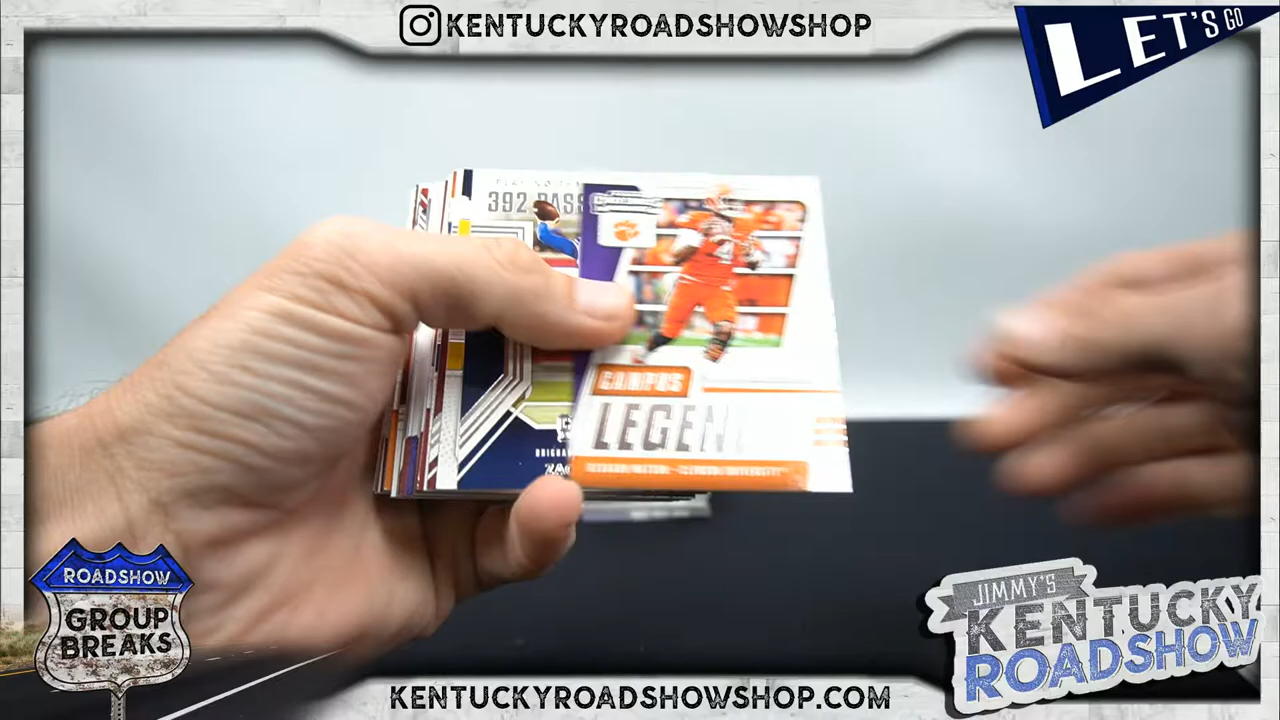 KENTUCKYROADSHOWSHOP
LET'S GO
392 PASS
CAMPUS
LEGEN
ROADSHOW
GROUP
BREAKS
JIMMY'S
KENTUCKY
ROADSHOW
KENTUCKYROADSHOWSHOP.COM